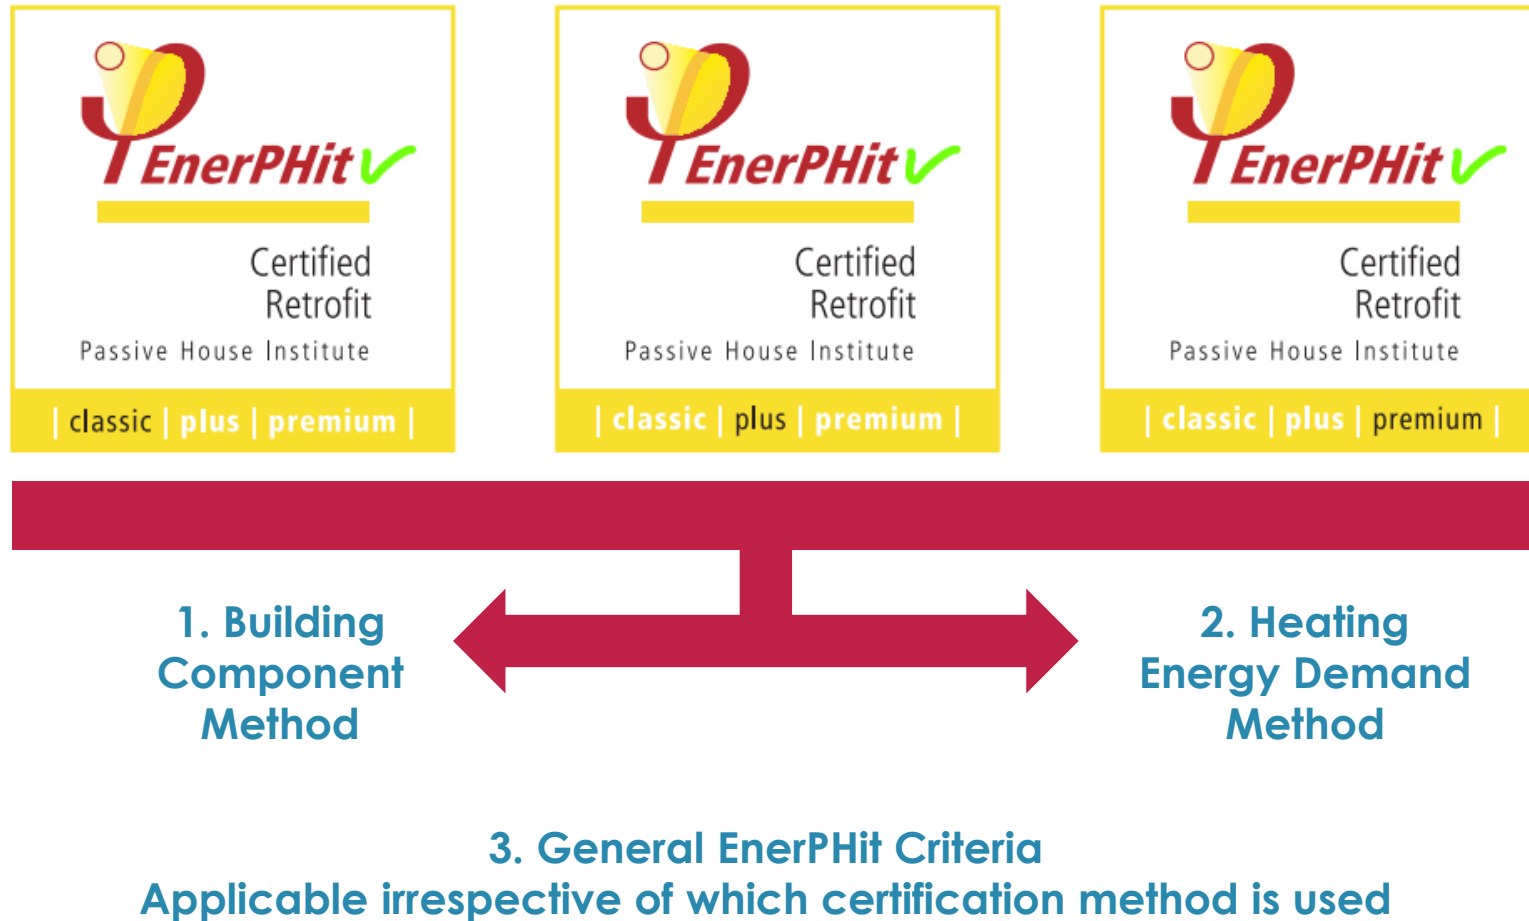 EnerPHit
Certified
Retrofit
Passive House Institute
| classic | plus | premium |
EnerPHit
Certified
Retrofit
Passive House Institute
| classic | plus | premium |
EnerPHit
Certified
Retrofit
Passive House Institute
| classic | plus | premium |
1. Building
Component
Method
2. Heating
Energy Demand
Method
3. General EnerPHit Criteria
Applicable irrespective of which certification method is used